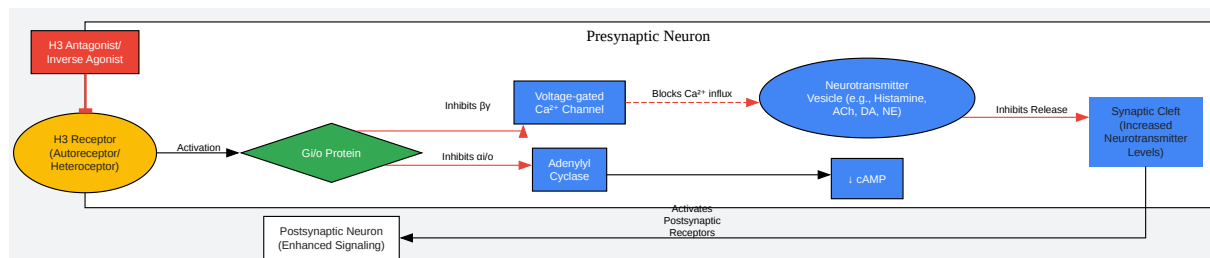 Presynaptic Neuron
H3 Antagonist/
Inverse Agonist
H3 Receptor
(Autoreceptor/
Heteroceptor)
Activation
Gi/o Protein
Inhibits βγ
Voltage-gated
Ca²⁺ Channel
Blocks Ca²⁺ influx
Neurotransmitter
Vesicle (e.g., Histamine,
ACh, DA, NE)
Inhibits Release
Synaptic Cleft
(Increased
Neurotransmitter
Levels)
Inhibits αi/o
Adenylyl
Cyclase
↓ cAMP
Activates
Postsynaptic
Receptors
Postsynaptic Neuron
(Enhanced Signaling)